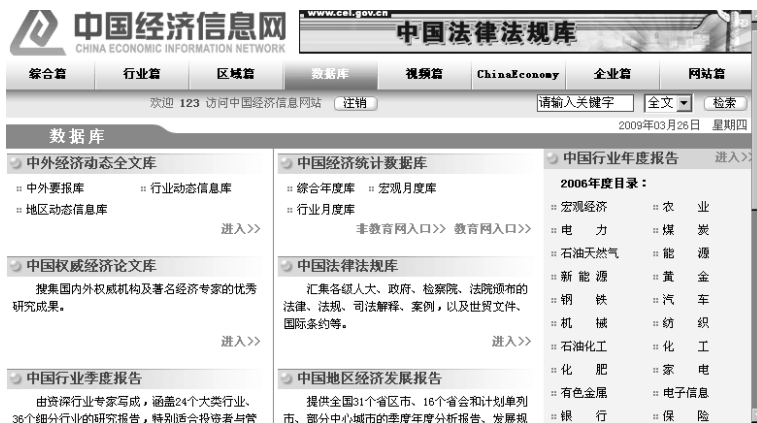 中国经济信息网
CHINA ECONOMIC INFORMATION NETWORK
www.cei.gov.cn
中国法律法规库
综合篇 行业篇 区域篇 数据库 视频篇 ChinaEconomy 企业篇 网站篇
欢迎 123 访问中国经济信息网站 注销 请输入关键字 全文 检索
2009年03月26日 星期四
数据库
中外经济动态全文库
中外要报库 行业动态信息库
地区动态信息库
进入>>
中国经济统计数据库
综合年度库 宏观月度库
行业月度库
非教育网入口>> 教育网入口>>
中国权威经济论文库
搜集国内外权威机构及著名经济专家的优秀
研究成果。
进入>>
中国法律法规库
汇集各级人大、政府、检察院、法院颁布的
法律、法规、司法解释、案例，以及世贸文件、
国际条约等。
进入>>
中国行业季度报告
由资深行业专家写成，涵盖24个大类行业、
36个细分行业的研究报告，特别适合投资者与管
中国地区经济发展报告
提供全国31个省区市、16个省会和计划单列
市、部分中心城市的季度年度分析报告、发展规
中国行业年度报告 进入>>
2006年度目录：
宏观经济 农 业
电 力 煤 炭
石油天然气 能 源
新 能 源 黄 金
钢 铁 汽 车
机 械 纺 织
石油化工 化 工
化 肥 家 电
有色金属 电子信息
银 行 保 险